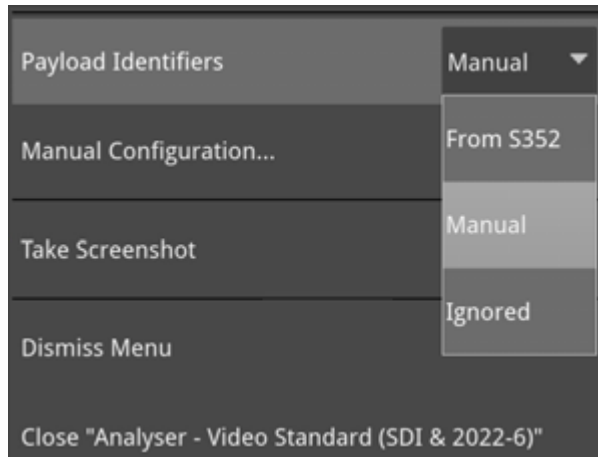 Payload Identifiers Manual
From S352
Manual Configuration...
Manual
Take Screenshot
Ignored
Dismiss Menu
Close "Analyser - Video Standard (SDI & 2022-6)"